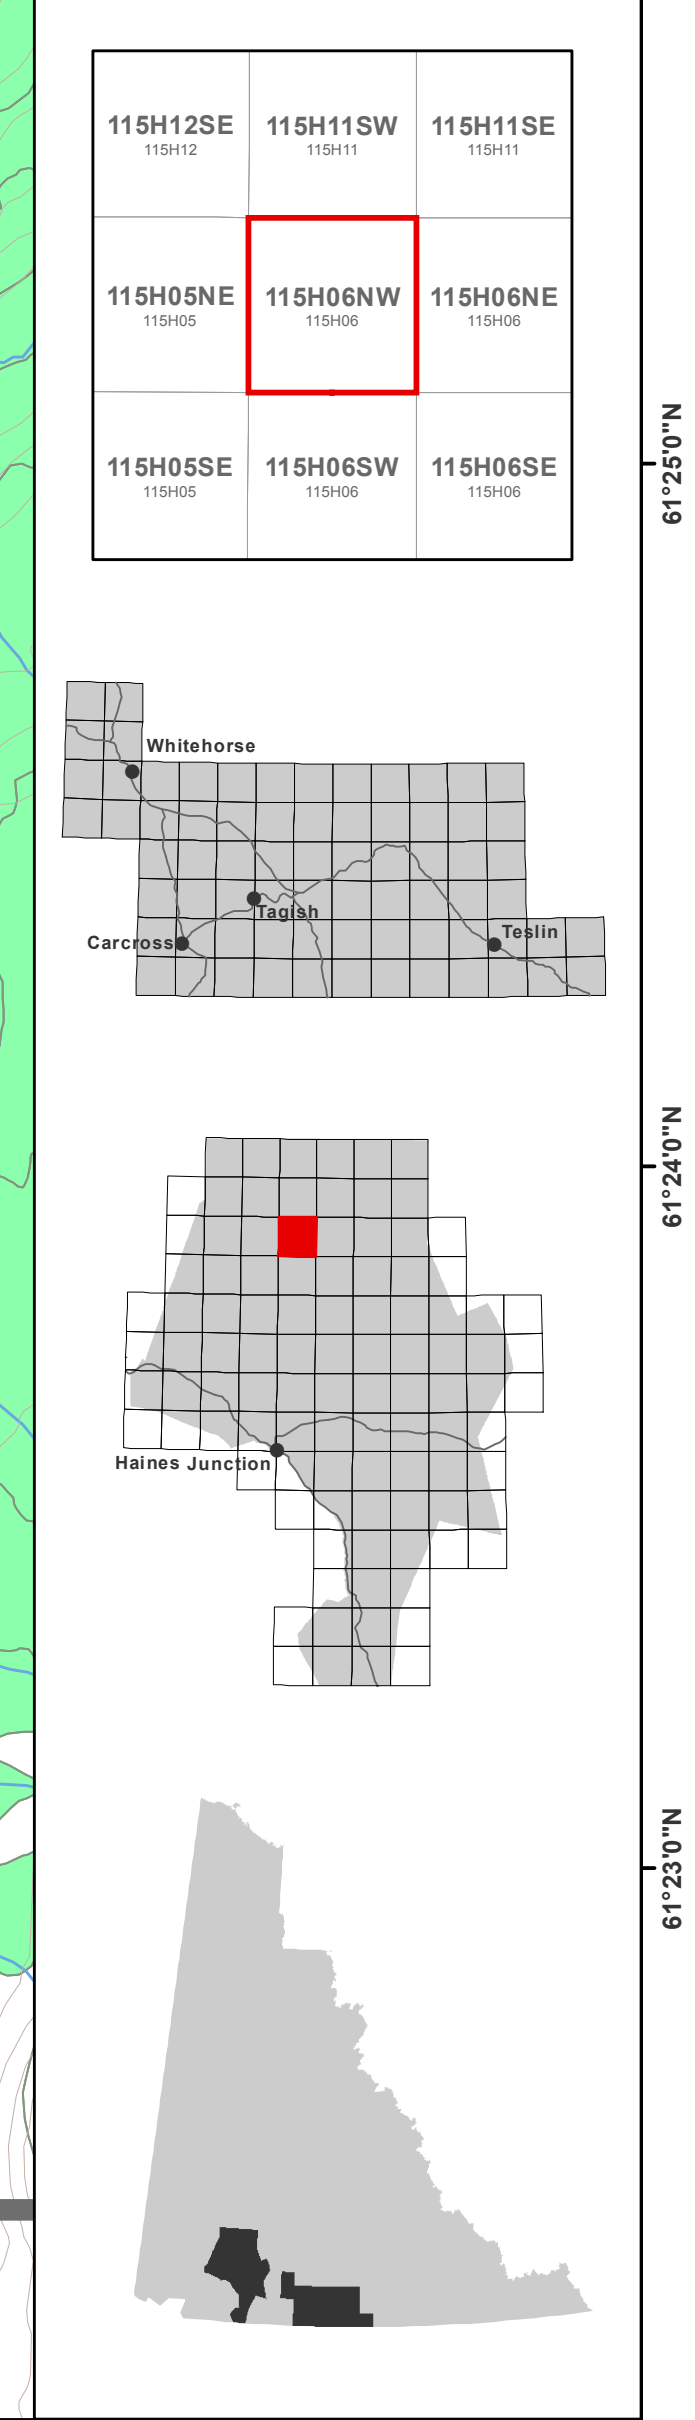 115H12SE 115H11SW 115H11SE
115H12 115H11 115H11
115H05NE 115H06NW 115H06NE
115H05 115H06 115H06
115H05SE 115H06SW 115H06SE
115H05 115H06 115H06
61°25'0"N
Whitehorse
Tagish
Teslin
Carcross
61°24'0"N
Haines Junction
61°23'0"N